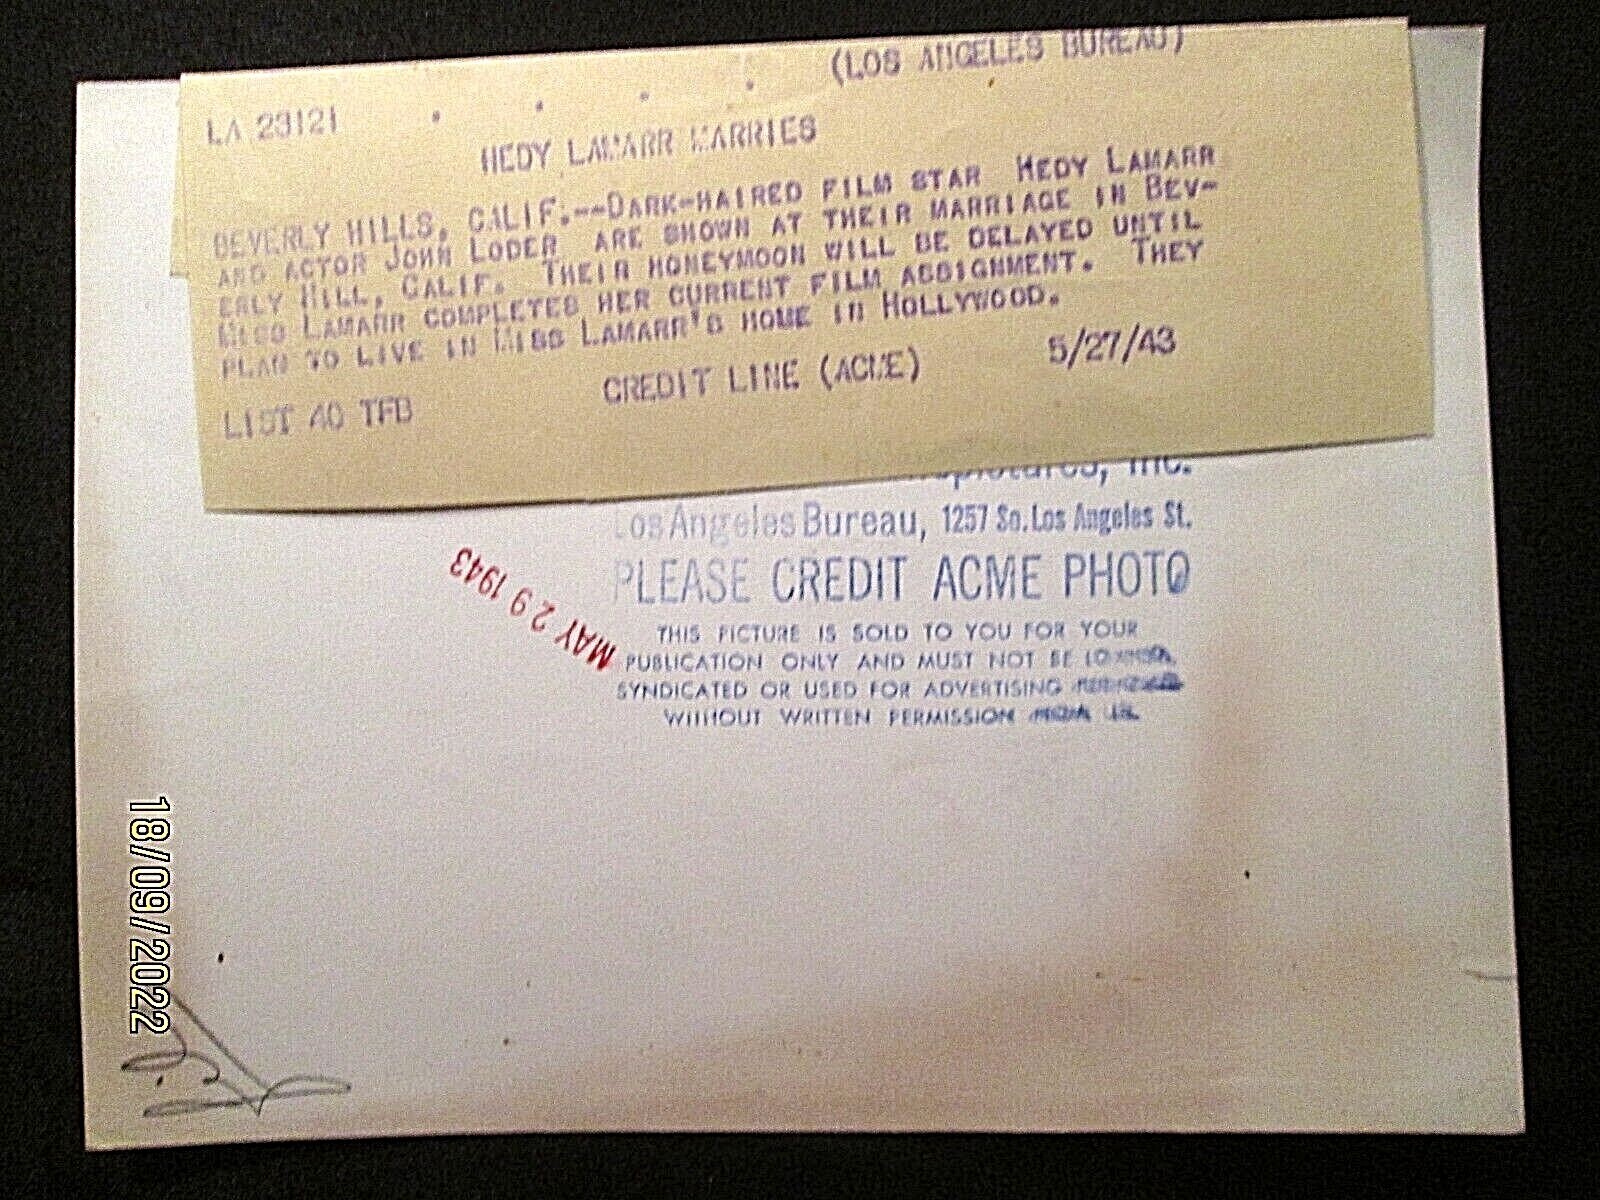 (LOS ANGELES BUREAU)
LA 23121 . . . .
HEDY LAMARR MARRIES
BEVERLY HILLS, CALIF.--DARK-HAIRED FILM STAR HEDY LAMARR
AND ACTOR JOHN LODER ARE SHOWN AT THEIR MARRIAGE IN BEV-
ERLY HILL, CALIF. THEIR HONEYMOON WILL BE DELAYED UNTIL
MISS LAMARR COMPLETES HER CURRENT FILM ASSIGNMENT. THEY
PLAN TO LIVE IN MISS LAMARR'S HOME IN HOLLYWOOD.
CREDIT LINE (ACME) 5/27/43
LIST 40 TFB
Inc.
Los Angeles Bureau, 1257 So. Los Angeles St.
PLEASE CREDIT ACME PHOTO
THIS PICTURE IS SOLD TO YOU FOR YOUR
PUBLICATION ONLY AND MUST NOT BE
SYNDICATED OR USED FOR ADVERTISING
WITHOUT WRITTEN PERMISSION
MAY 29 1943
18/09/2022